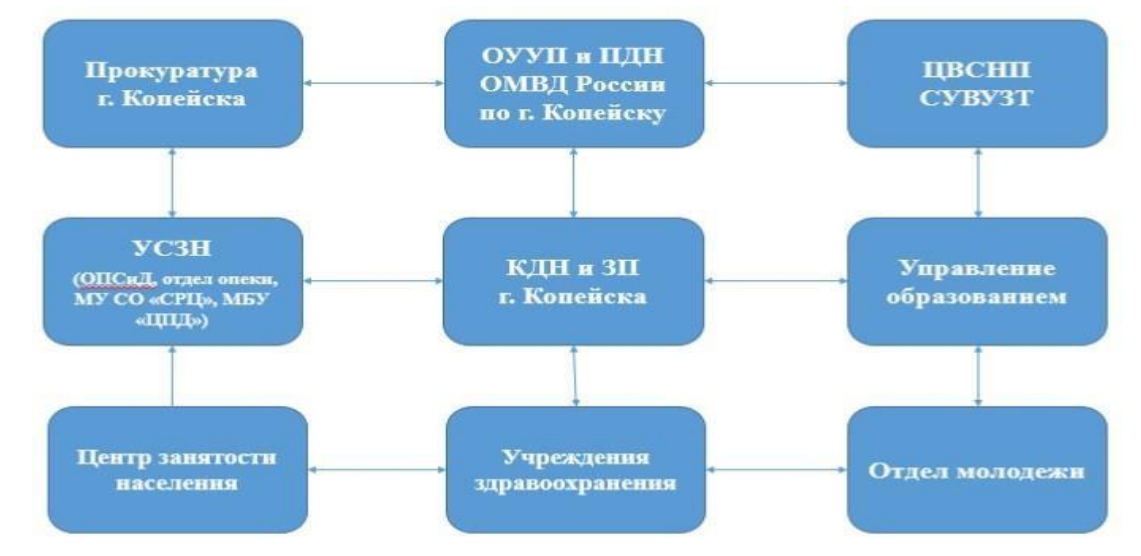 Прокуратура
г. Копейска
ОУУП и ПДН
ОМВД России
по г. Копейску
ЦВСНП
СУВУЗТ
УСЗН
(ОПСиД, отдел опеки,
МУ СО «СРЦ», МБУ
«ЦПД»)
КДН и ЗП
г. Копейска
Управление
образованием
Центр занятости
населения
Учреждения
здравоохранения
Отдел молодежи